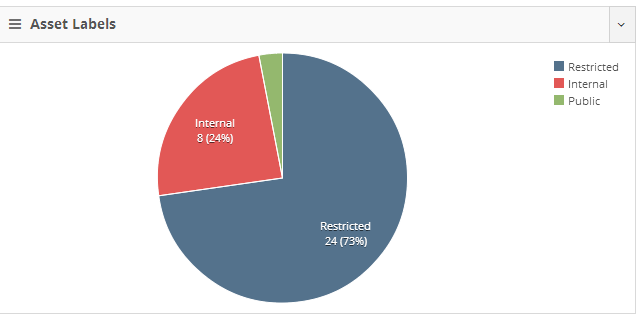 Asset Labels
Restricted
Internal
Public
Internal
8 (24%)
Restricted
24 (73%)